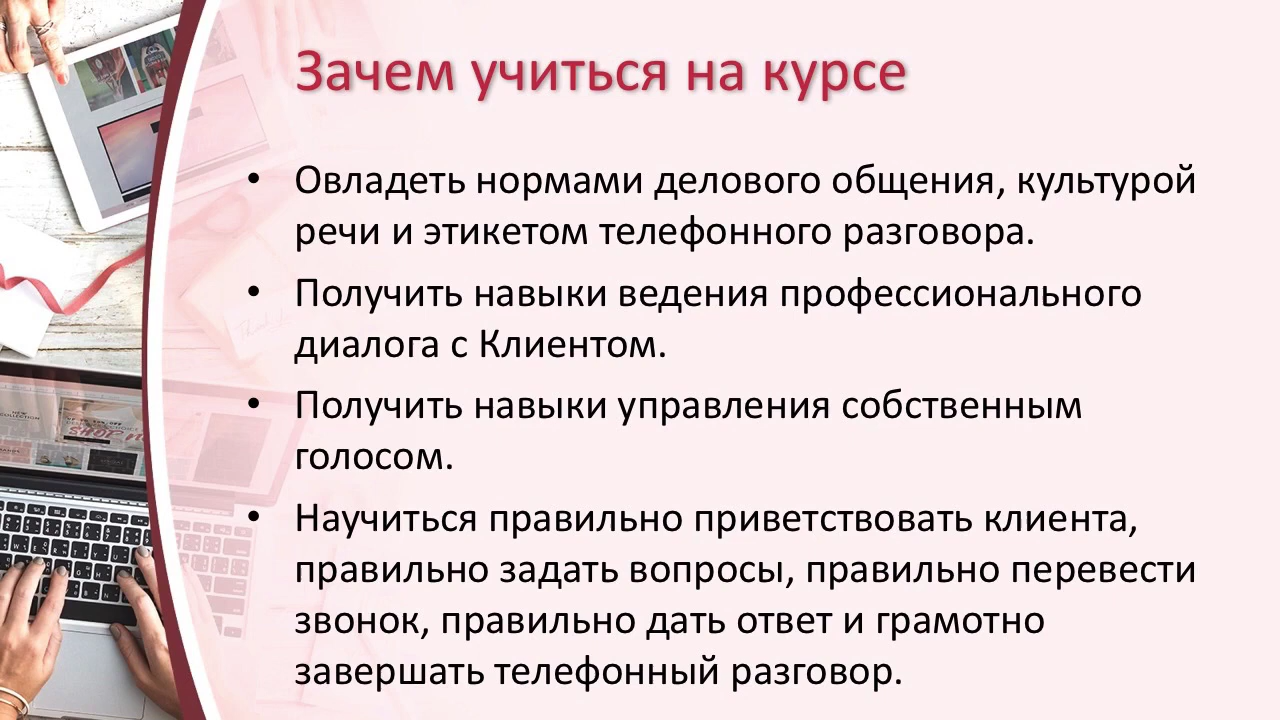 Зачем учиться на курсе
• Овладеть нормами делового общения, культурой
речи и этикетом телефонного разговора.
• Получить навыки ведения профессионального
диалога с Клиентом.
• Получить навыки управления собственным
голосом.
• Научиться правильно приветствовать клиента,
правильно задать вопросы, правильно перевести
звонок, правильно дать ответ и грамотно
завершать телефонный разговор.